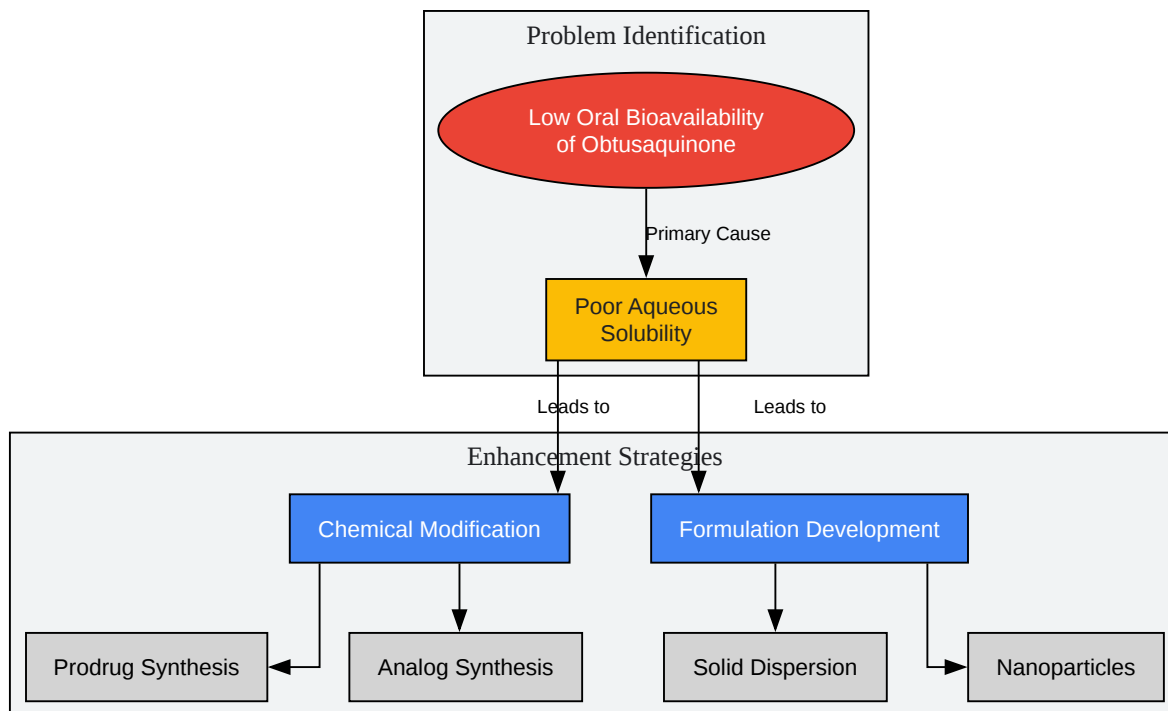 Problem Identification
Low Oral Bioavailability
of Obtusaquinone
Primary Cause
Poor Aqueous
Solubility
Leads to
Leads to
Enhancement Strategies
Chemical Modification
Formulation Development
Prodrug Synthesis
Analog Synthesis
Solid Dispersion
Nanoparticles